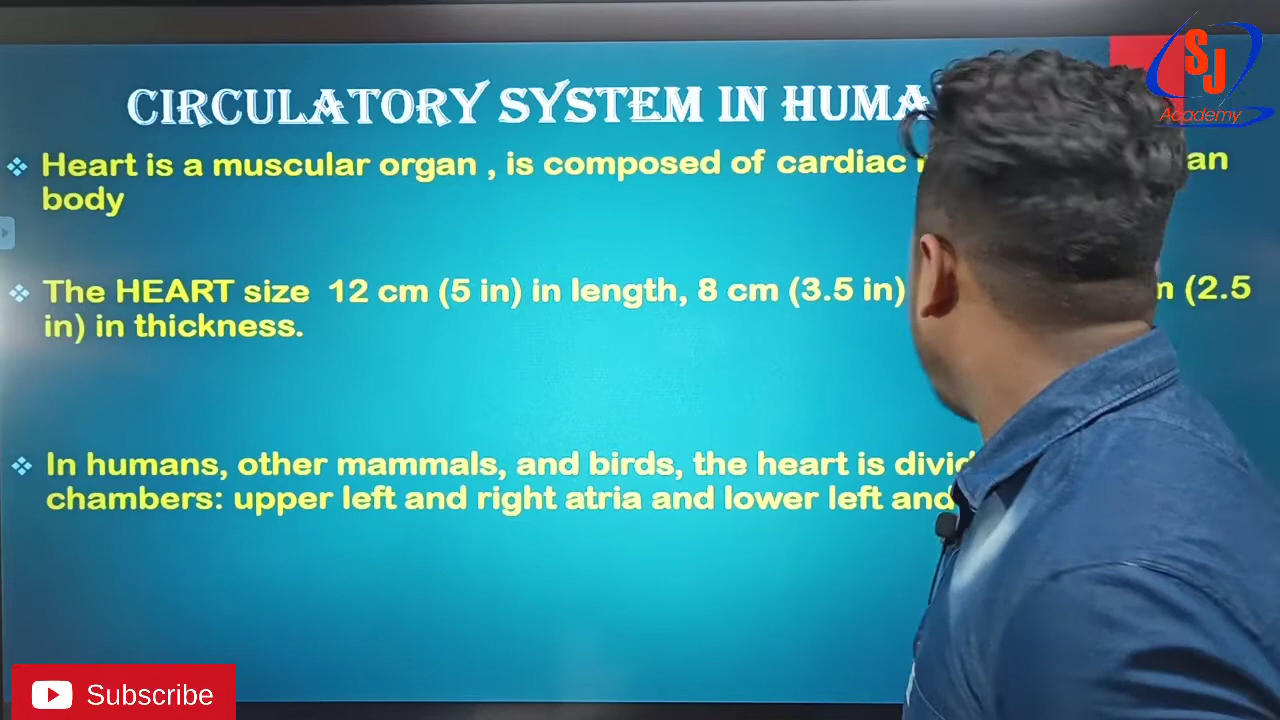 CIRCULATORY SYSTEM IN HUMA
SJ
Academy
Heart is a muscular organ , is composed of cardiac an
body
The HEART size 12 cm (5 in) in length, 8 cm (3.5 in) (2.5
in) in thickness.
In humans, other mammals, and birds, the heart is divid
chambers: upper left and right atria and lower left and
Subscribe